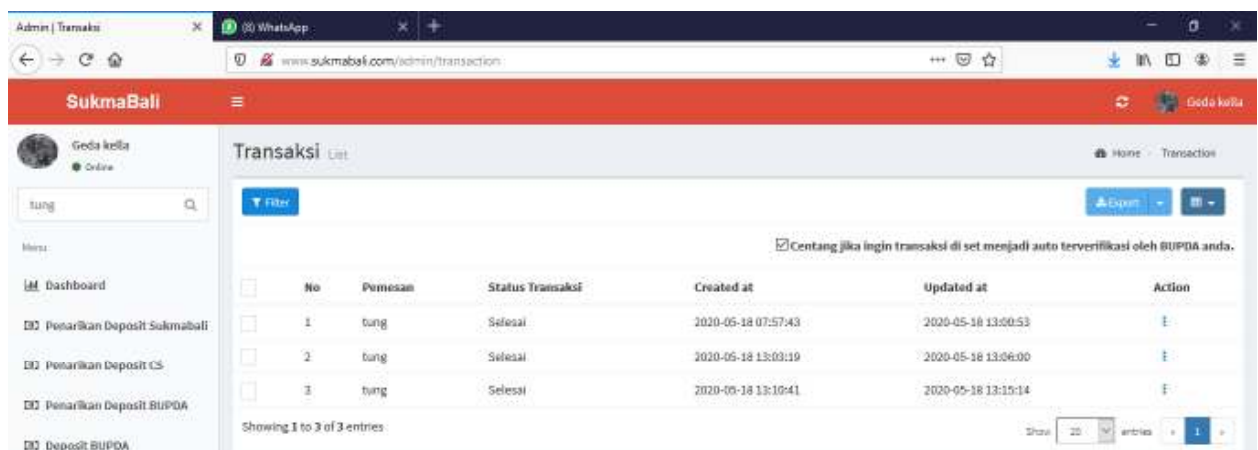 Admin | Transaksi
(8) WhatsApp
www.sukmabali.com/admin/transaction
SukmaBali
Geda kella
Geda kella
Online
tung
Menu
Dashboard
Penarikan Deposit Sukmabali
Penarikan Deposit CS
Penarikan Deposit BUPDA
Deposit BUPDA
Transaksi List
Home
Transaction
Filter
Export
Centang jika ingin transaksi di set menjadi auto terverifikasi oleh BUPDA anda.
No Pemesan Status Transaksi Created at Updated at Action
1 tung Selesai 2020-05-18 07:57:43 2020-05-18 13:00:53
2 tung Selesai 2020-05-18 13:03:19 2020-05-18 13:06:00
3 tung Selesai 2020-05-18 13:10:41 2020-05-18 13:15:14
Showing 1 to 3 of 3 entries
Show 20 entries 1